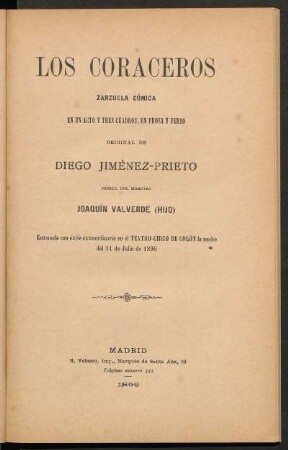 LOS CORACEROS
ZARZUELA CÓMICA
EN UN ACTO Y TRES CUADROS, EN PROSA Y VERSO
ORIGINAL DE
DIEGO JIMÉNEZ-PRIETO
MÚSICA DEL MAESTRO
JOAQUÍN VALVERDE (HIJO)
Estrenada con éxito extraordinario en el TEATRO-CIRCO DE COLÓN la noche
del 11 de Julio de 1896
MADRID
R. Velasco, Imp., Marqués de Santa Ana, 20
Teléfono número 551
1896